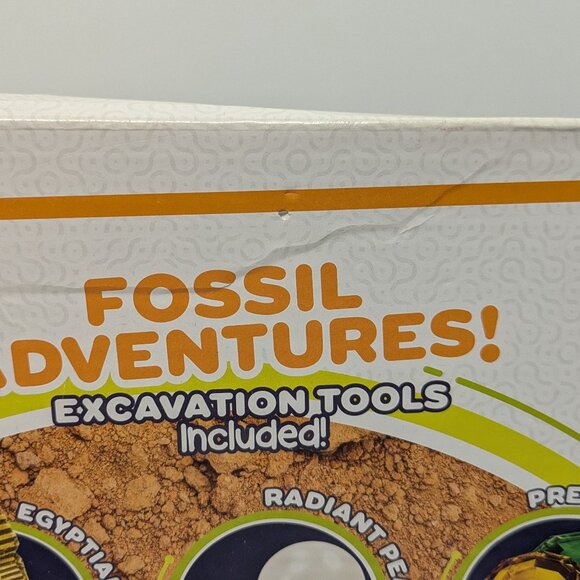 FOSSIL
ADVENTURES!
EXCAVATION TOOLS
Included!
RADIANT